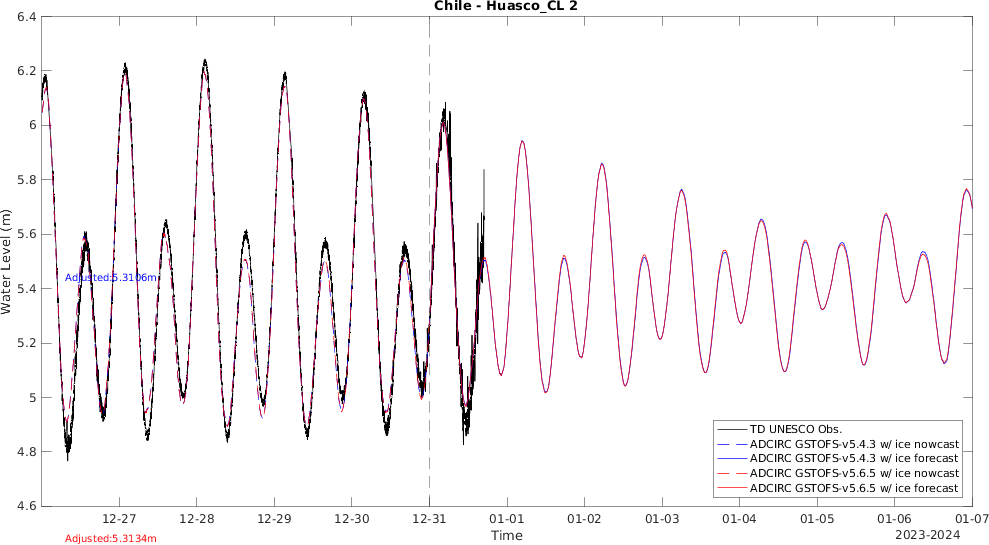 Chile - Huasco_CL 2
6.4
6.2
6
5.8
5.6
5.4
5.2
5
4.8
4.6
Water Level (m)
Adjusted:5.3106m
TD UNESCO Obs.
ADCIRC GSTOFS-v5.4.3 w/ ice nowcast
ADCIRC GSTOFS-v5.4.3 w/ ice forecast
ADCIRC GSTOFS-v5.6.5 w/ ice nowcast
ADCIRC GSTOFS-v5.6.5 w/ ice forecast
12-27 12-28 12-29 12-30 12-31 01-01 01-02 01-03 01-04 01-05 01-06 01-07
Time
2023-2024
Adjusted:5.3134m